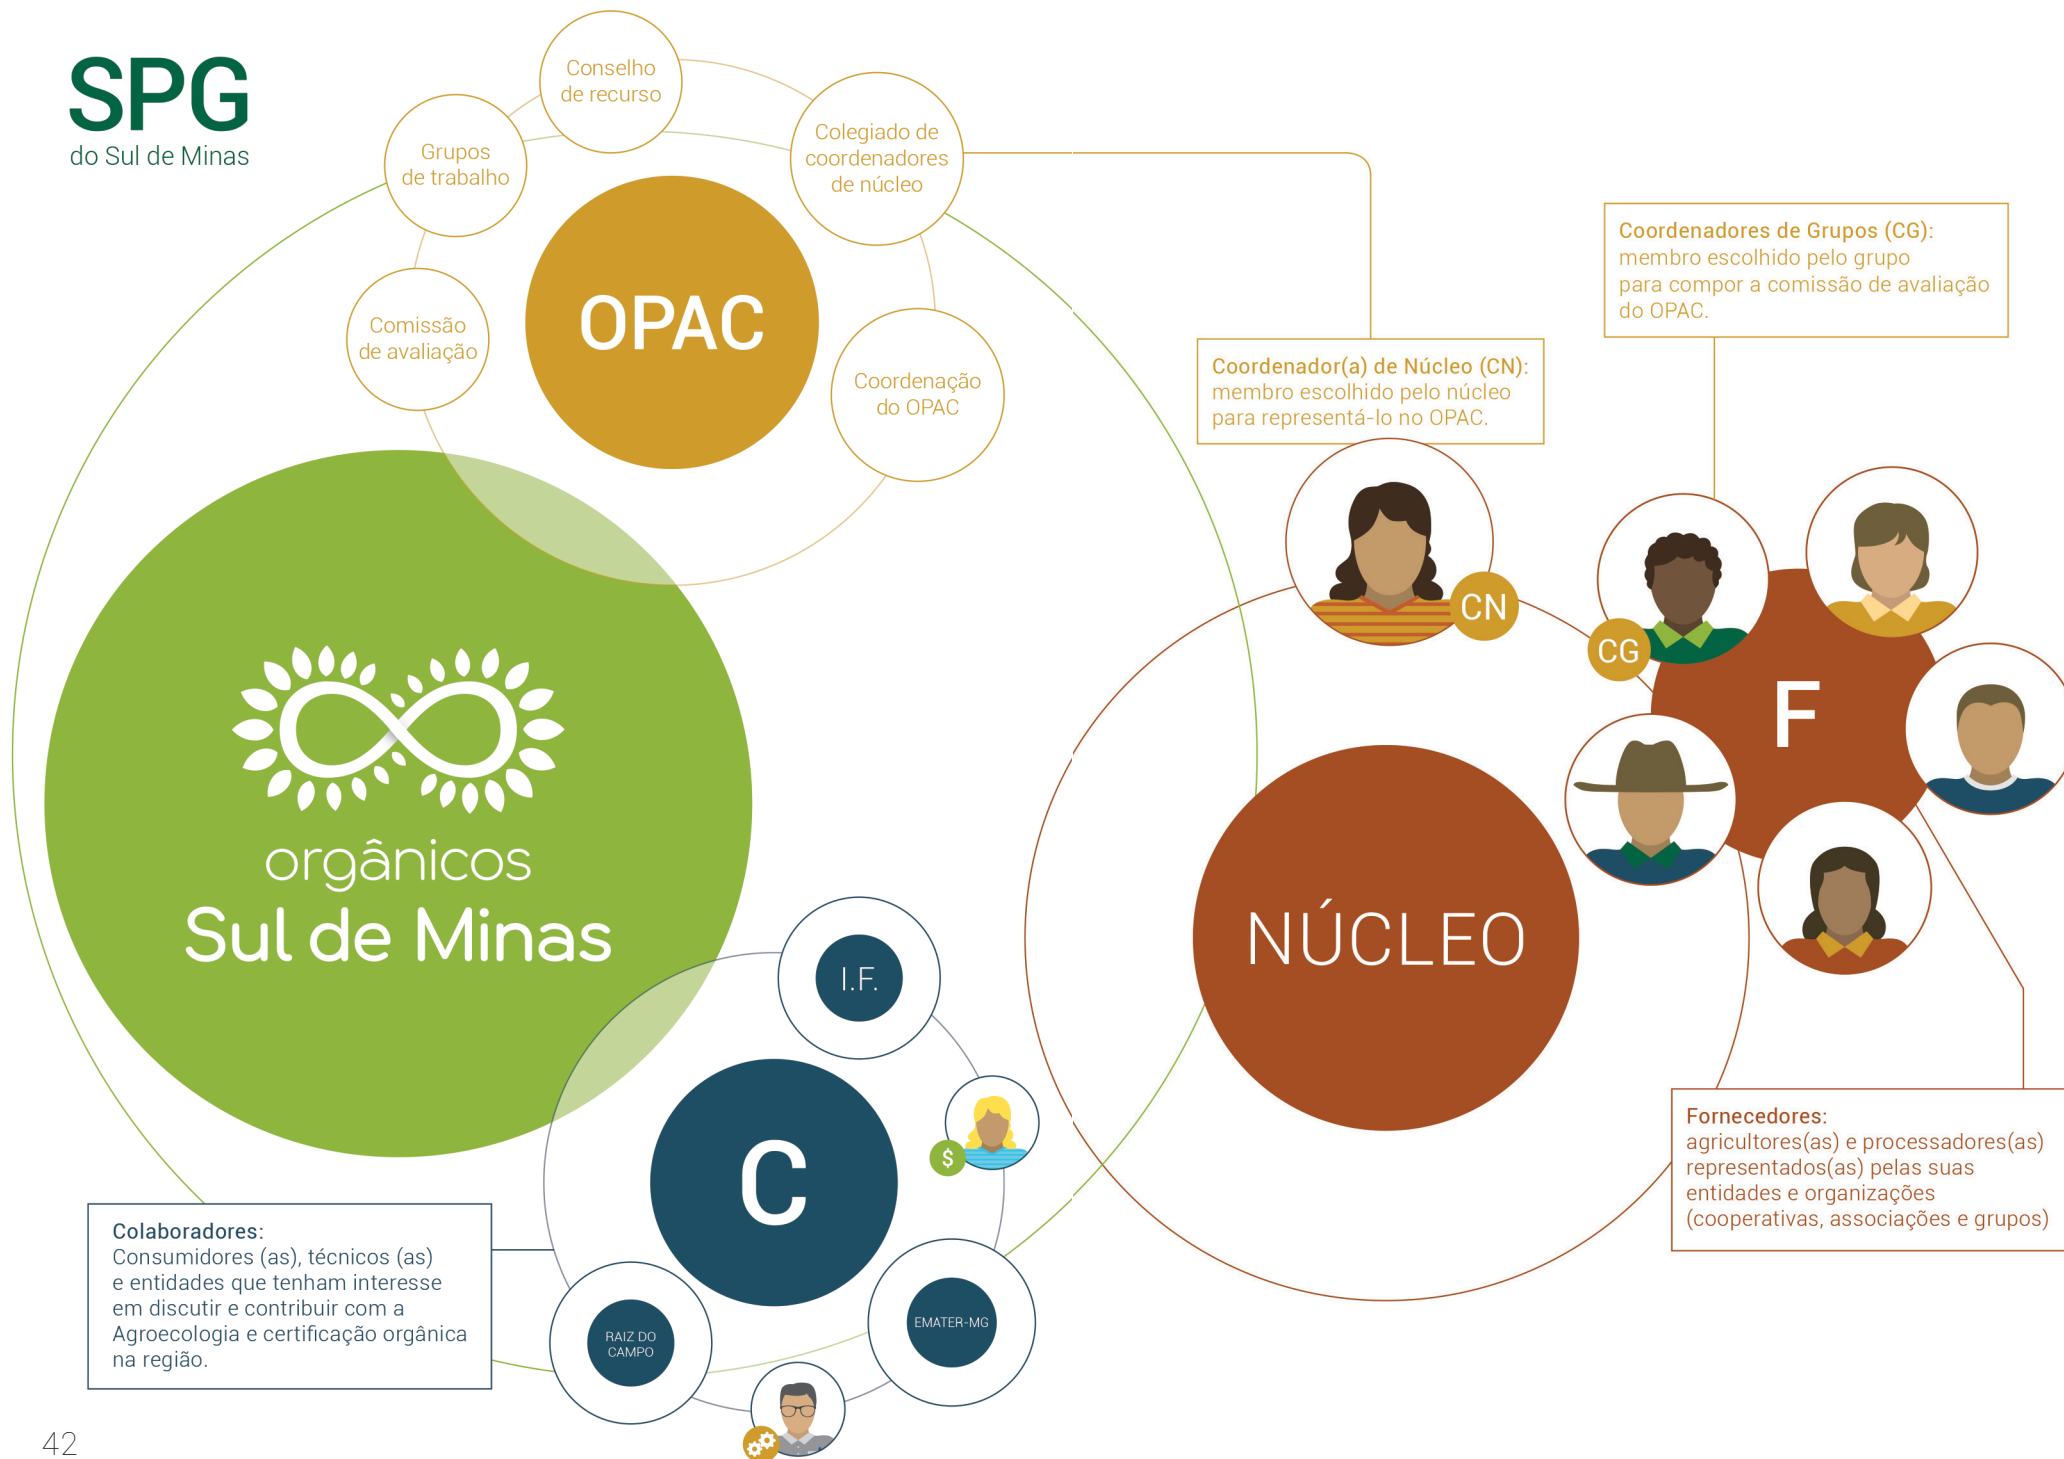 SPG
do Sul de Minas
Conselho
de recurso
Grupos
de trabalho
Colegiado de
coordenadores
de núcleo
OPAC
Comissão
de avaliação
Coordenação
do OPAC
Coordenadores de Grupos (CG):
membro escolhido pelo grupo
para compor a comissão de avaliação
do OPAC.
Coordenador(a) de Núcleo (CN):
membro escolhido pelo núcleo
para representá-lo no OPAC.
CN
CG
F
orgânicos
Sul de Minas
NÚCLEO
I.F.
C
$
EMATER-MG
RAIZ DO
CAMPO
Fornecedores:
agricultores(as) e processadores(as)
representados(as) pelas suas
entidades e organizações
(cooperativas, associações e grupos)
Colaboradores:
Consumidores (as), técnicos (as)
e entidades que tenham interesse
em discutir e contribuir com a
Agroecologia e certificação orgânica
na região.
42